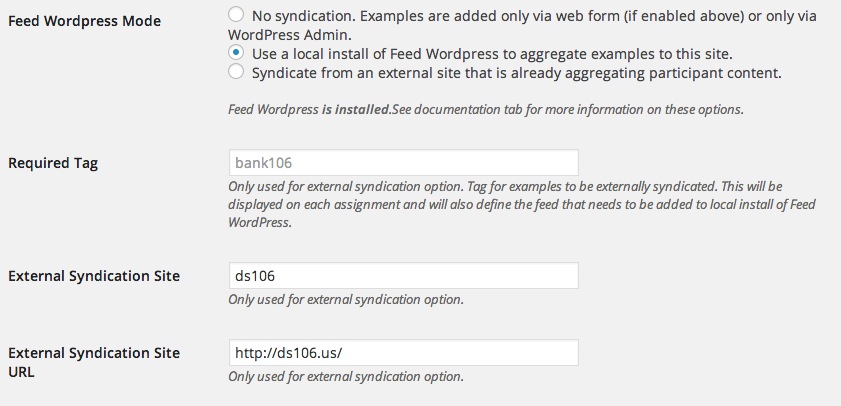 Feed Wordpress Mode
No syndication. Examples are added only via web form (if enabled above) or only via
WordPress Admin.
Use a local install of Feed Wordpress to aggregate examples to this site.
Syndicate from an external site that is already aggregating participant content.
Feed Wordpress is installed.See documentation tab for more information on these options.
Required Tag
bank106
Only used for external syndication option. Tag for examples to be externally syndicated. This will be
displayed on each assignment and will also define the feed that needs to be added to local install of Feed
WordPress.
External Syndication Site
ds106
Only used for external syndication option.
External Syndication Site
URL
http://ds106.us/
Only used for external syndication option.